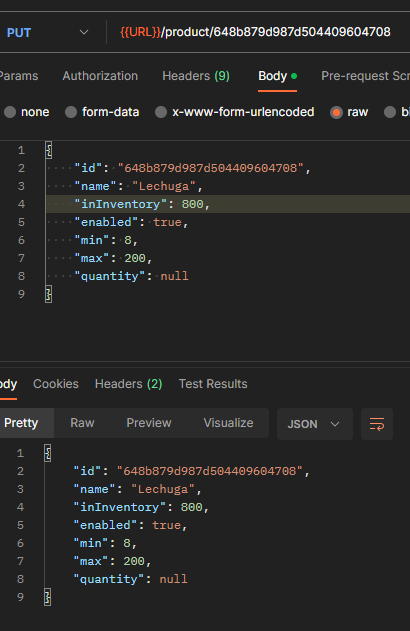 PUT {{URL}}/product/648b879d987d504409604708
Params Authorization Headers (9) Body Pre-request Scr
none form-data x-www-form-urlencoded raw bi
1 {
2 "id": "648b879d987d504409604708",
3 "name": "Lechuga",
4 "inInventory": 800,
5 "enabled": true,
6 "min": 8,
7 "max": 200,
8 "quantity": null
9 }
ody Cookies Headers (2) Test Results
Pretty Raw Preview Visualize JSON
1 {
2 "id": "648b879d987d504409604708",
3 "name": "Lechuga",
4 "inInventory": 800,
5 "enabled": true,
6 "min": 8,
7 "max": 200,
8 "quantity": null
9 }